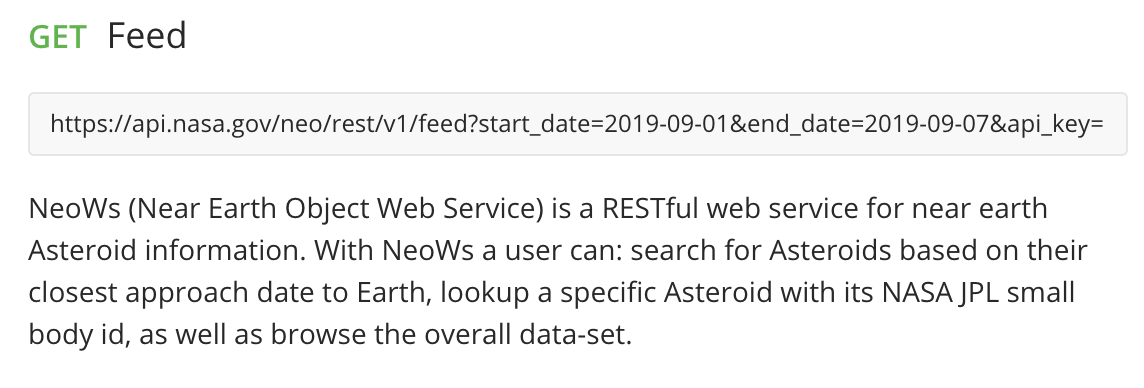 GET Feed
https://api.nasa.gov/neo/rest/v1/feed?start_date=2019-09-01&end_date=2019-09-07&api_key=
NeoWs (Near Earth Object Web Service) is a RESTful web service for near earth
Asteroid information. With NeoWs a user can: search for Asteroids based on their
closest approach date to Earth, lookup a specific Asteroid with its NASA JPL small
body id, as well as browse the overall data-set.